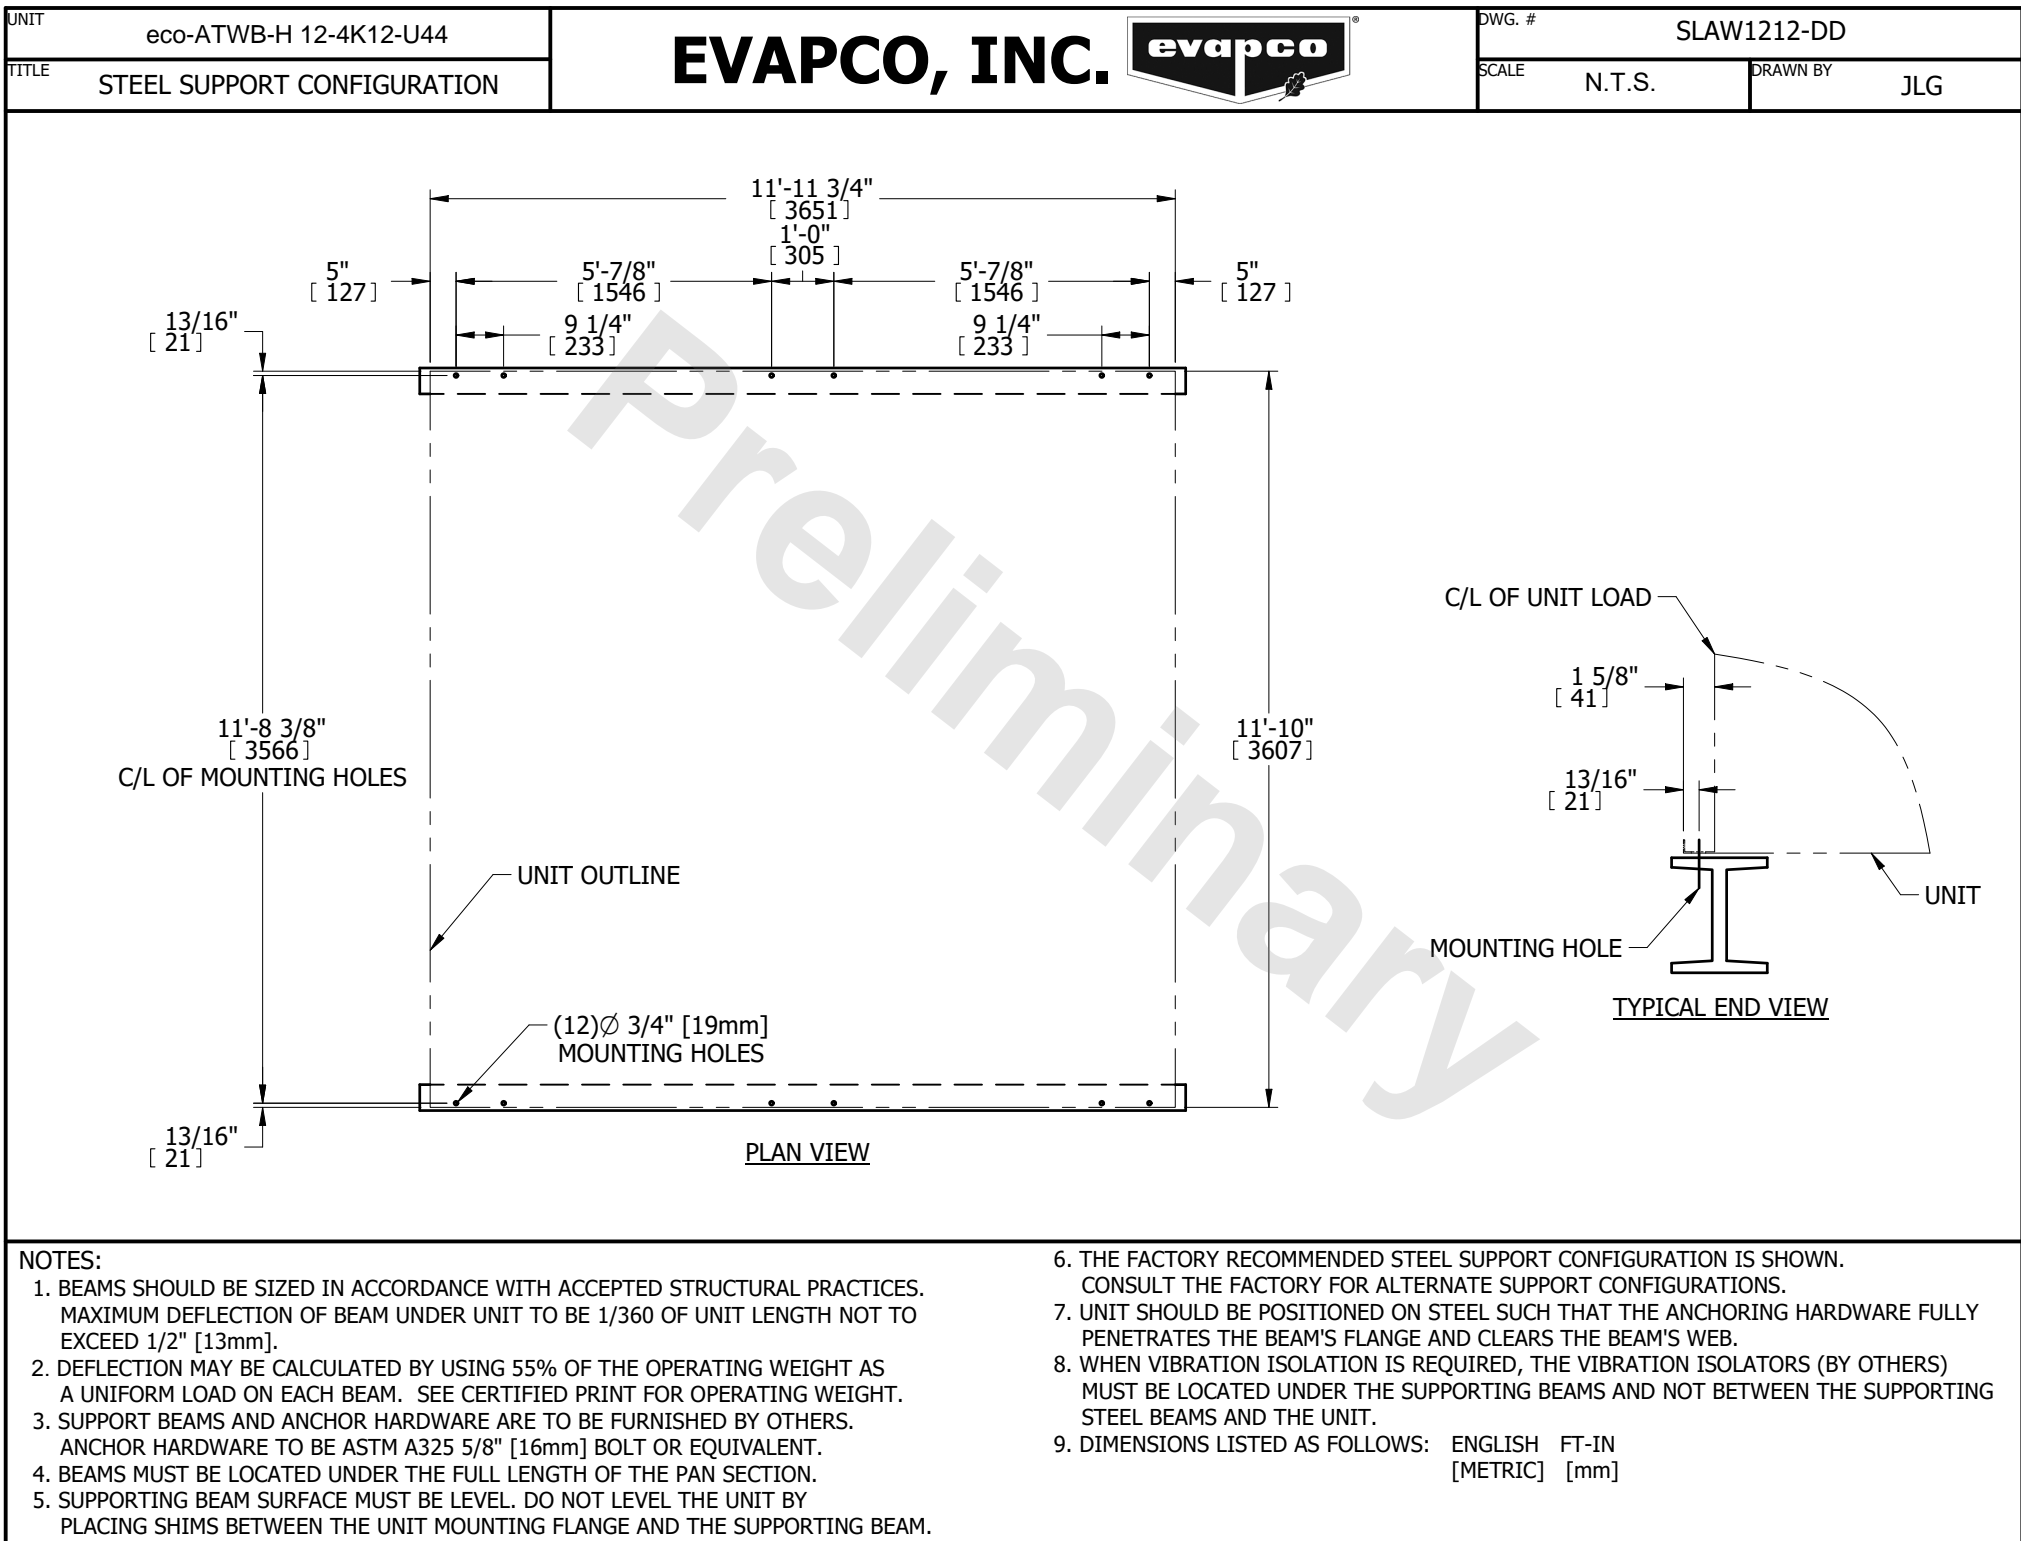 UNIT
eco-ATWB-H 12-4K12-U44
TITLE
STEEL SUPPORT CONFIGURATION
EVAPCO, INC.
evapco
®
DWG. #
SLAW1212-DD
SCALE
N.T.S.
DRAWN BY
JLG
11'-11 3/4"
[ 3651]
1'-0"
[ 305 ]
5"
[ 127]
5'-7/8"
[ 1546 ]
5'-7/8"
[ 1546 ]
5"
[ 127 ]
13/16"
[ 21]
9 1/4"
[ 233]
9 1/4"
[ 233 ]
11'-8 3/8"
[ 3566]
C/L OF MOUNTING HOLES
11'-10"
[ 3607]
UNIT OUTLINE
(12)∅ 3/4" [19mm]
MOUNTING HOLES
13/16"
[ 21]
PLAN VIEW
C/L OF UNIT LOAD
1 5/8"
[ 41]
13/16"
[ 21]
UNIT
MOUNTING HOLE
TYPICAL END VIEW
Preliminary
NOTES:
1. BEAMS SHOULD BE SIZED IN ACCORDANCE WITH ACCEPTED STRUCTURAL PRACTICES.
MAXIMUM DEFLECTION OF BEAM UNDER UNIT TO BE 1/360 OF UNIT LENGTH NOT TO
EXCEED 1/2" [13mm].
2. DEFLECTION MAY BE CALCULATED BY USING 55% OF THE OPERATING WEIGHT AS
A UNIFORM LOAD ON EACH BEAM. SEE CERTIFIED PRINT FOR OPERATING WEIGHT.
3. SUPPORT BEAMS AND ANCHOR HARDWARE ARE TO BE FURNISHED BY OTHERS.
ANCHOR HARDWARE TO BE ASTM A325 5/8" [16mm] BOLT OR EQUIVALENT.
4. BEAMS MUST BE LOCATED UNDER THE FULL LENGTH OF THE PAN SECTION.
5. SUPPORTING BEAM SURFACE MUST BE LEVEL. DO NOT LEVEL THE UNIT BY
PLACING SHIMS BETWEEN THE UNIT MOUNTING FLANGE AND THE SUPPORTING BEAM.
6. THE FACTORY RECOMMENDED STEEL SUPPORT CONFIGURATION IS SHOWN.
CONSULT THE FACTORY FOR ALTERNATE SUPPORT CONFIGURATIONS.
7. UNIT SHOULD BE POSITIONED ON STEEL SUCH THAT THE ANCHORING HARDWARE FULLY
PENETRATES THE BEAM'S FLANGE AND CLEARS THE BEAM'S WEB.
8. WHEN VIBRATION ISOLATION IS REQUIRED, THE VIBRATION ISOLATORS (BY OTHERS)
MUST BE LOCATED UNDER THE SUPPORTING BEAMS AND NOT BETWEEN THE SUPPORTING
STEEL BEAMS AND THE UNIT.
9. DIMENSIONS LISTED AS FOLLOWS: ENGLISH FT-IN
[METRIC] [mm]